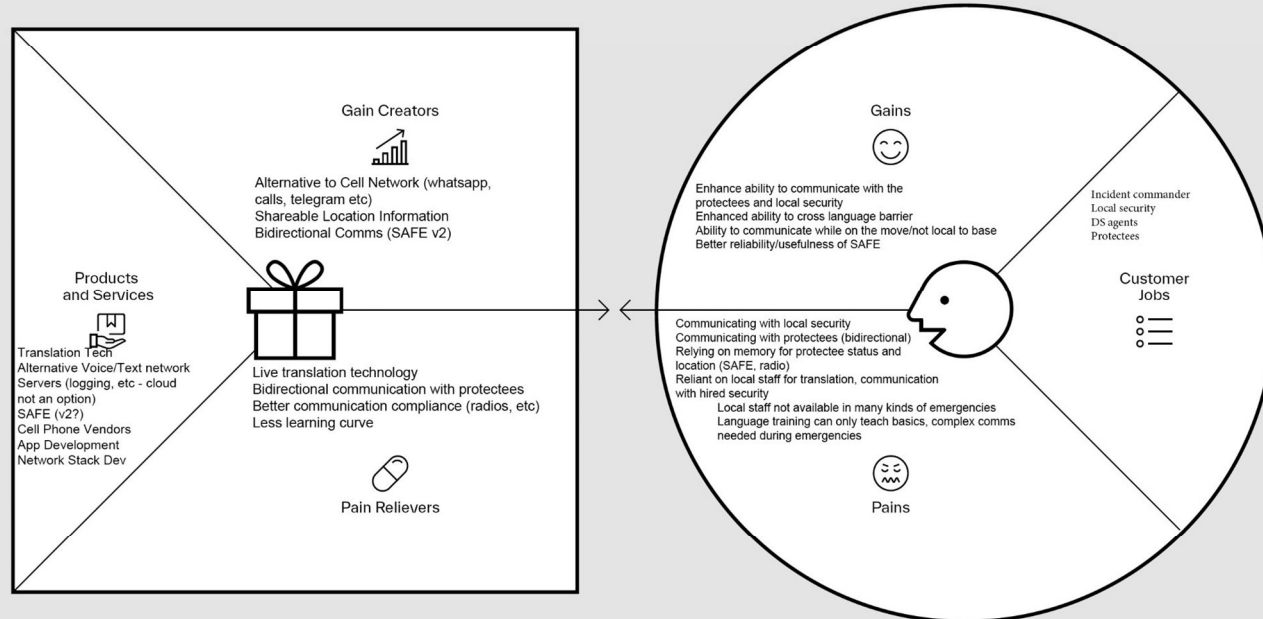 Gain Creators
Alternative to Cell Network (whatsapp,
calls, telegram etc)
Shareable Location Information
Bidirectional Comms (SAFE v2)
Products
and Services
Translation Tech
Alternative Voice/Text network
Servers (logging, etc - cloud
not an option)
SAFE (v2?)
Cell Phone Vendors
App Development
Network Stack Dev
Live translation technology
Bidirectional communication with protectees
Better communication compliance (radios, etc)
Less learning curve
Pain Relievers
Gains
Enhance ability to communicate with the
protectees and local security
Enhanced ability to cross language barrier
Ability to communicate while on the move/not local to base
Better reliability/usefulness of SAFE
Communicating with local security
Communicating with protectees (bidirectional)
Relying on memory for protectee status and
location (SAFE, radio)
Reliant on local staff for translation, communication
with hired security
Local staff not available in many kinds of emergencies
Language training can only teach basics, complex comms
needed during emergencies
Pains
Incident commander
Local security
DS agents
Protectees
Customer
Jobs